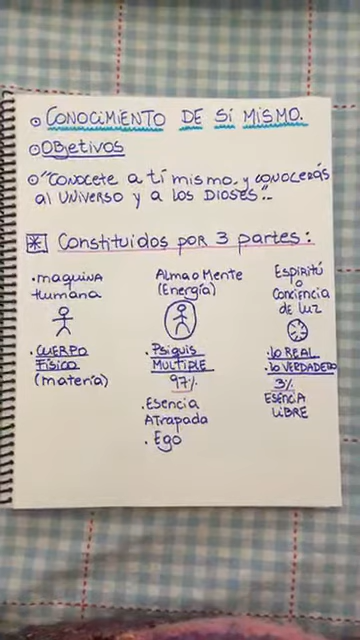 CONOCIMIENTO DE SÍ MISMO.
Objetivos
"CONOCETE a tí mismo y CONOCERÁS
al UNIVERSO y a los DIOSES"..
Constituidos por 3 partes:
.maquina
Humana
.CUERPO
Físico
(materia)
Alma o Mente
(Energía)
.Psiquis
MULTIPLE
97%
.Esencia
ATrapada
.Ego
ESPIRITÚ
o
Conciencia
de luz
.lo REAL
.lo VERDADERO
3%
ESENCIA
LIBRE